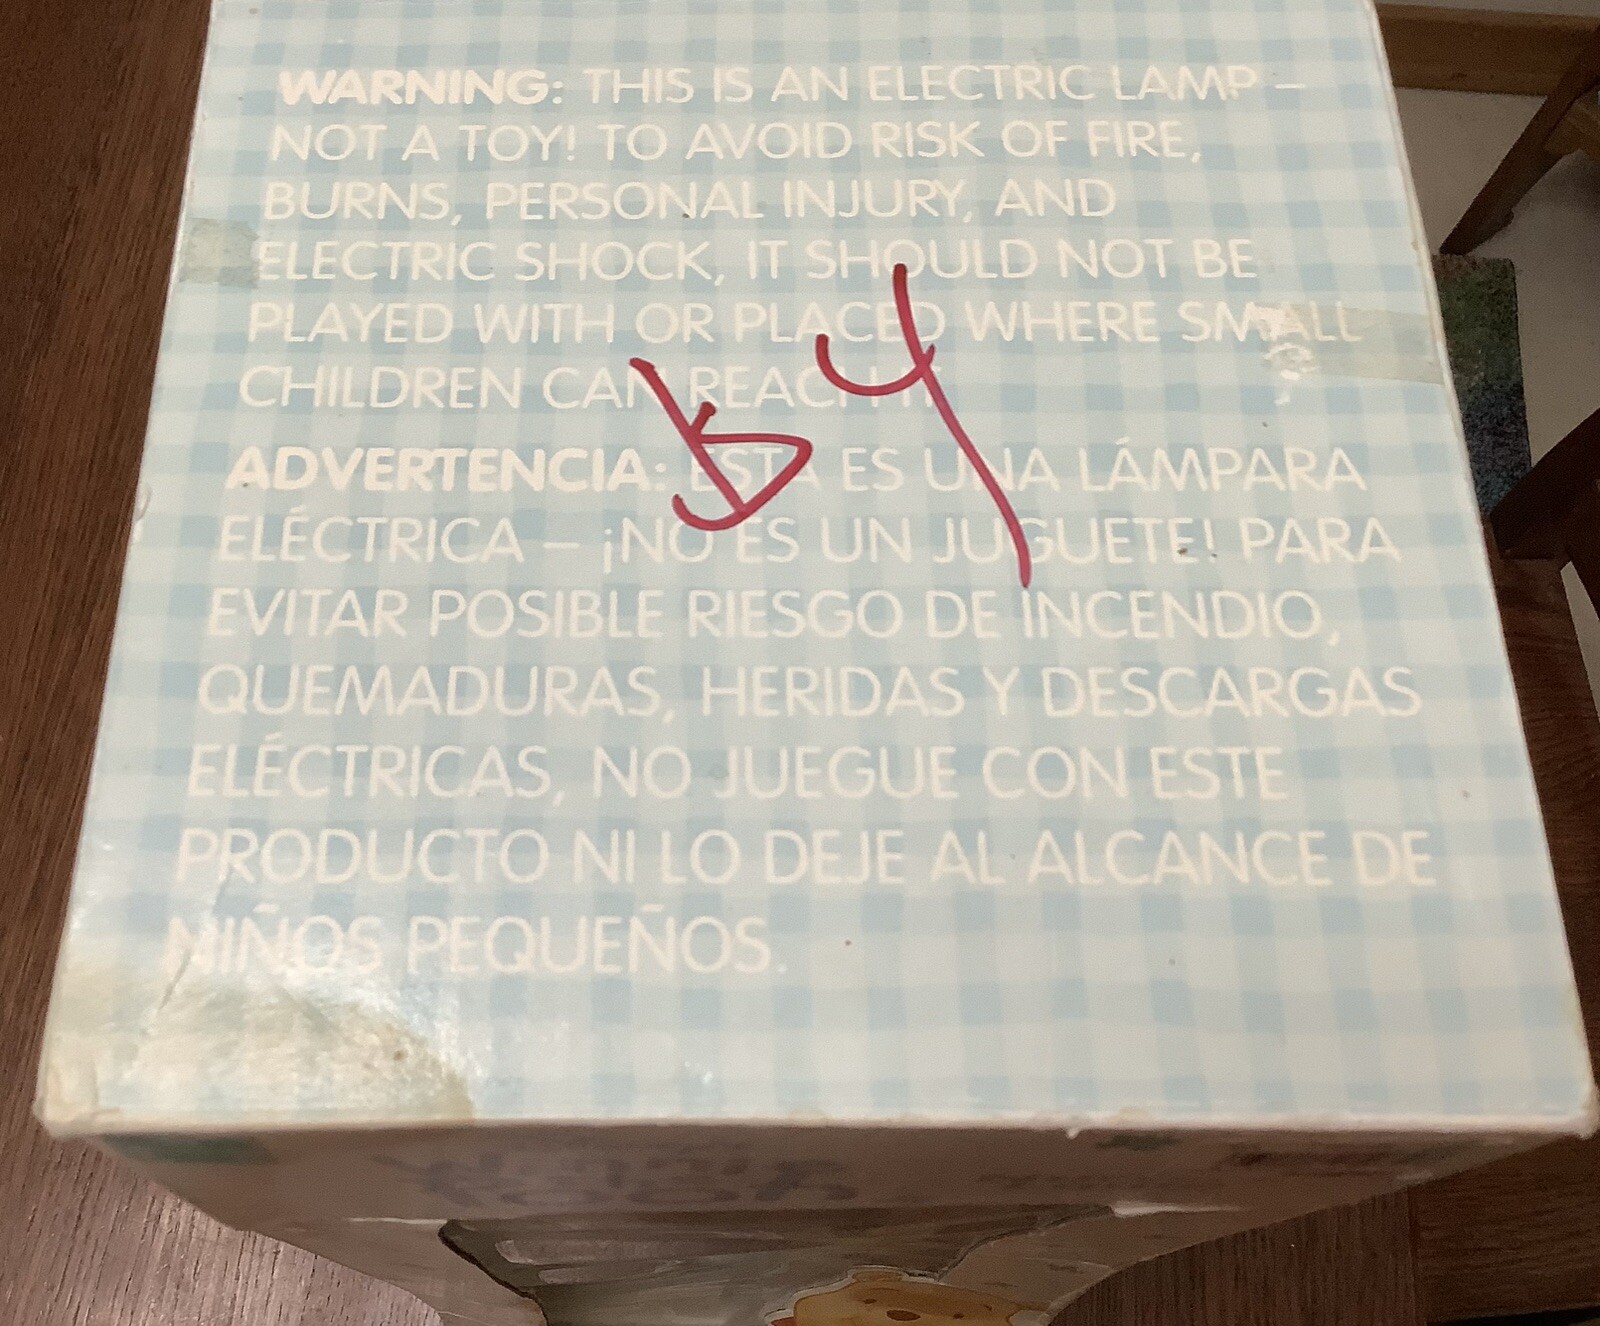 WARNING: THIS IS AN ELECTRIC LAMP –
NOT A TOY! TO AVOID RISK OF FIRE,
BURNS, PERSONAL INJURY, AND
ELECTRIC SHOCK, IT SHOULD NOT BE
PLAYED WITH OR PLACED WHERE SMALL
CHILDREN CAN REACH IT
ADVERTENCIA: ESTA ES UNA LÁMPARA
ELÉCTRICA – ¡NO ES UN JUGUETE! PARA
EVITAR POSIBLE RIESGO DE INCENDIO,
QUEMADURAS, HERIDAS Y DESCARGAS
ELÉCTRICAS, NO JUEGUE CON ESTE
PRODUCTO NI LO DEJE AL ALCANCE DE
NIÑOS PEQUEÑOS.